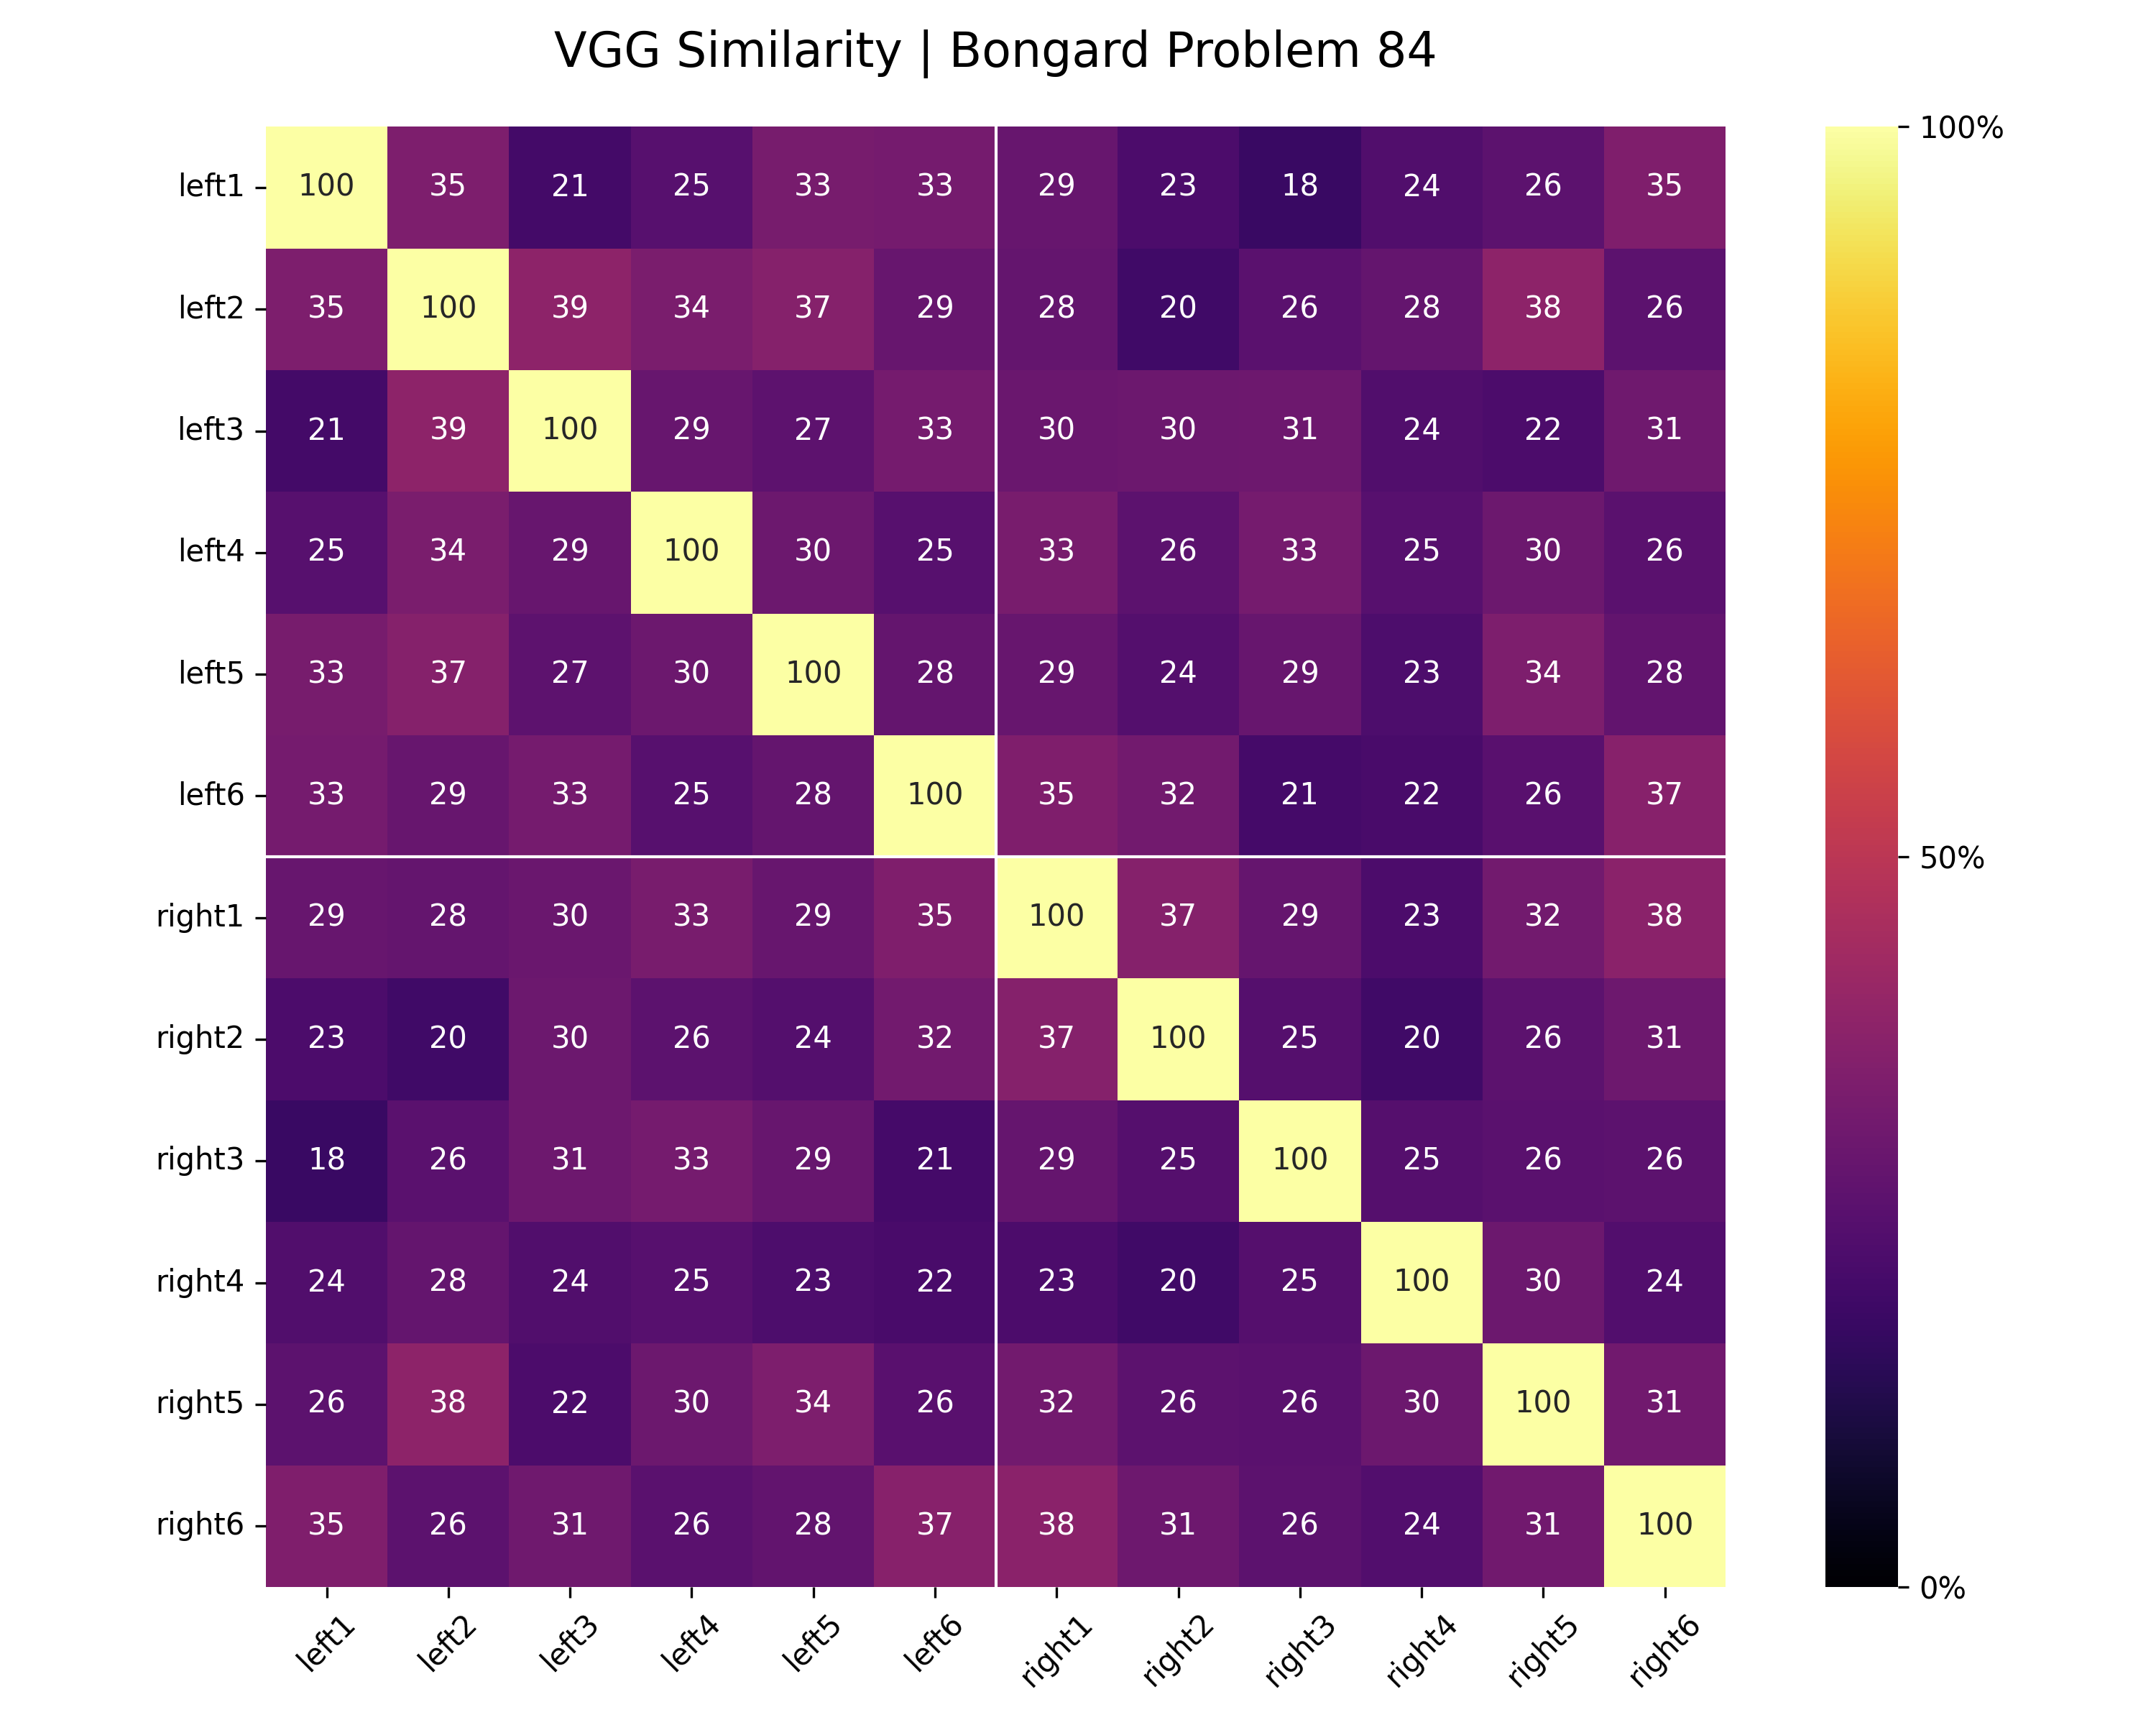 VGG Similarity | Bongard Problem 84
left1 100 35 21 25 33 33 29 23 18 24 26 35
left2 35 100 39 34 37 29 28 20 26 28 38 26
left3 21 39 100 29 27 33 30 30 31 24 22 31
left4 25 34 29 100 30 25 33 26 33 25 30 26
left5 33 37 27 30 100 28 29 24 29 23 34 28
left6 33 29 33 25 28 100 35 32 21 22 26 37
right1 29 28 30 33 29 35 100 37 29 23 32 38
right2 23 20 30 26 24 32 37 100 25 20 26 31
right3 18 26 31 33 29 21 29 25 100 25 26 26
right4 24 28 24 25 23 22 23 20 25 100 30 24
right5 26 38 22 30 34 26 32 26 26 30 100 31
right6 35 26 31 26 28 37 38 31 26 24 31 100
left1 left2 left3 left4 left5 left6 right1 right2 right3 right4 right5 right6
100%
50%
0%